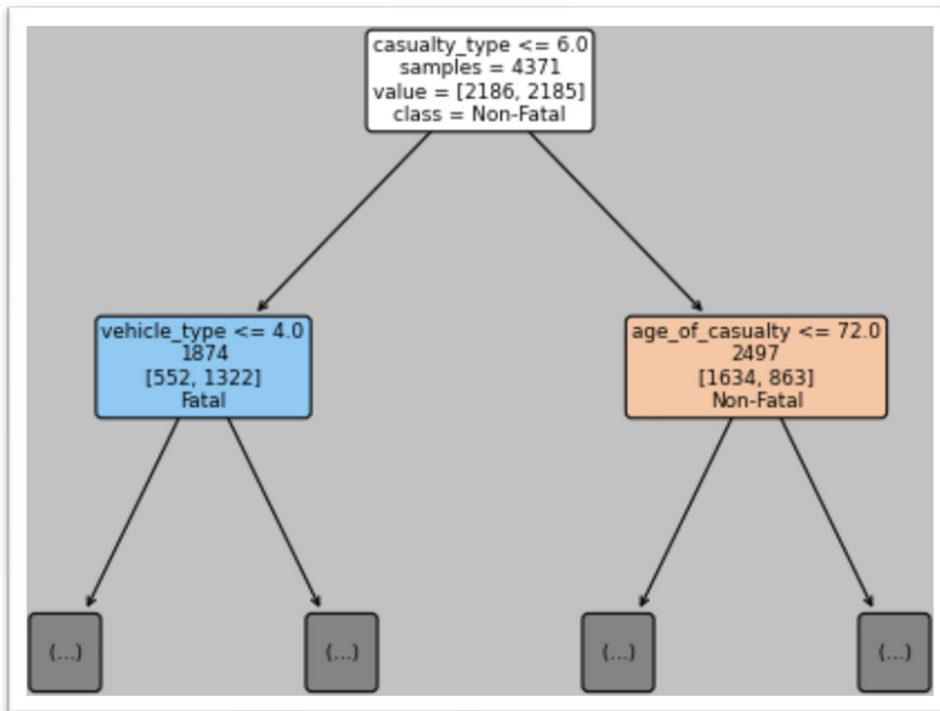 casualty_type <= 6.0
samples = 4371
value = [2186, 2185]
class = Non-Fatal
vehicle_type <= 4.0
1874
[552, 1322]
Fatal
age_of_casualty <= 72.0
2497
[1634, 863]
Non-Fatal
(...)
(...)
(...)
(...)